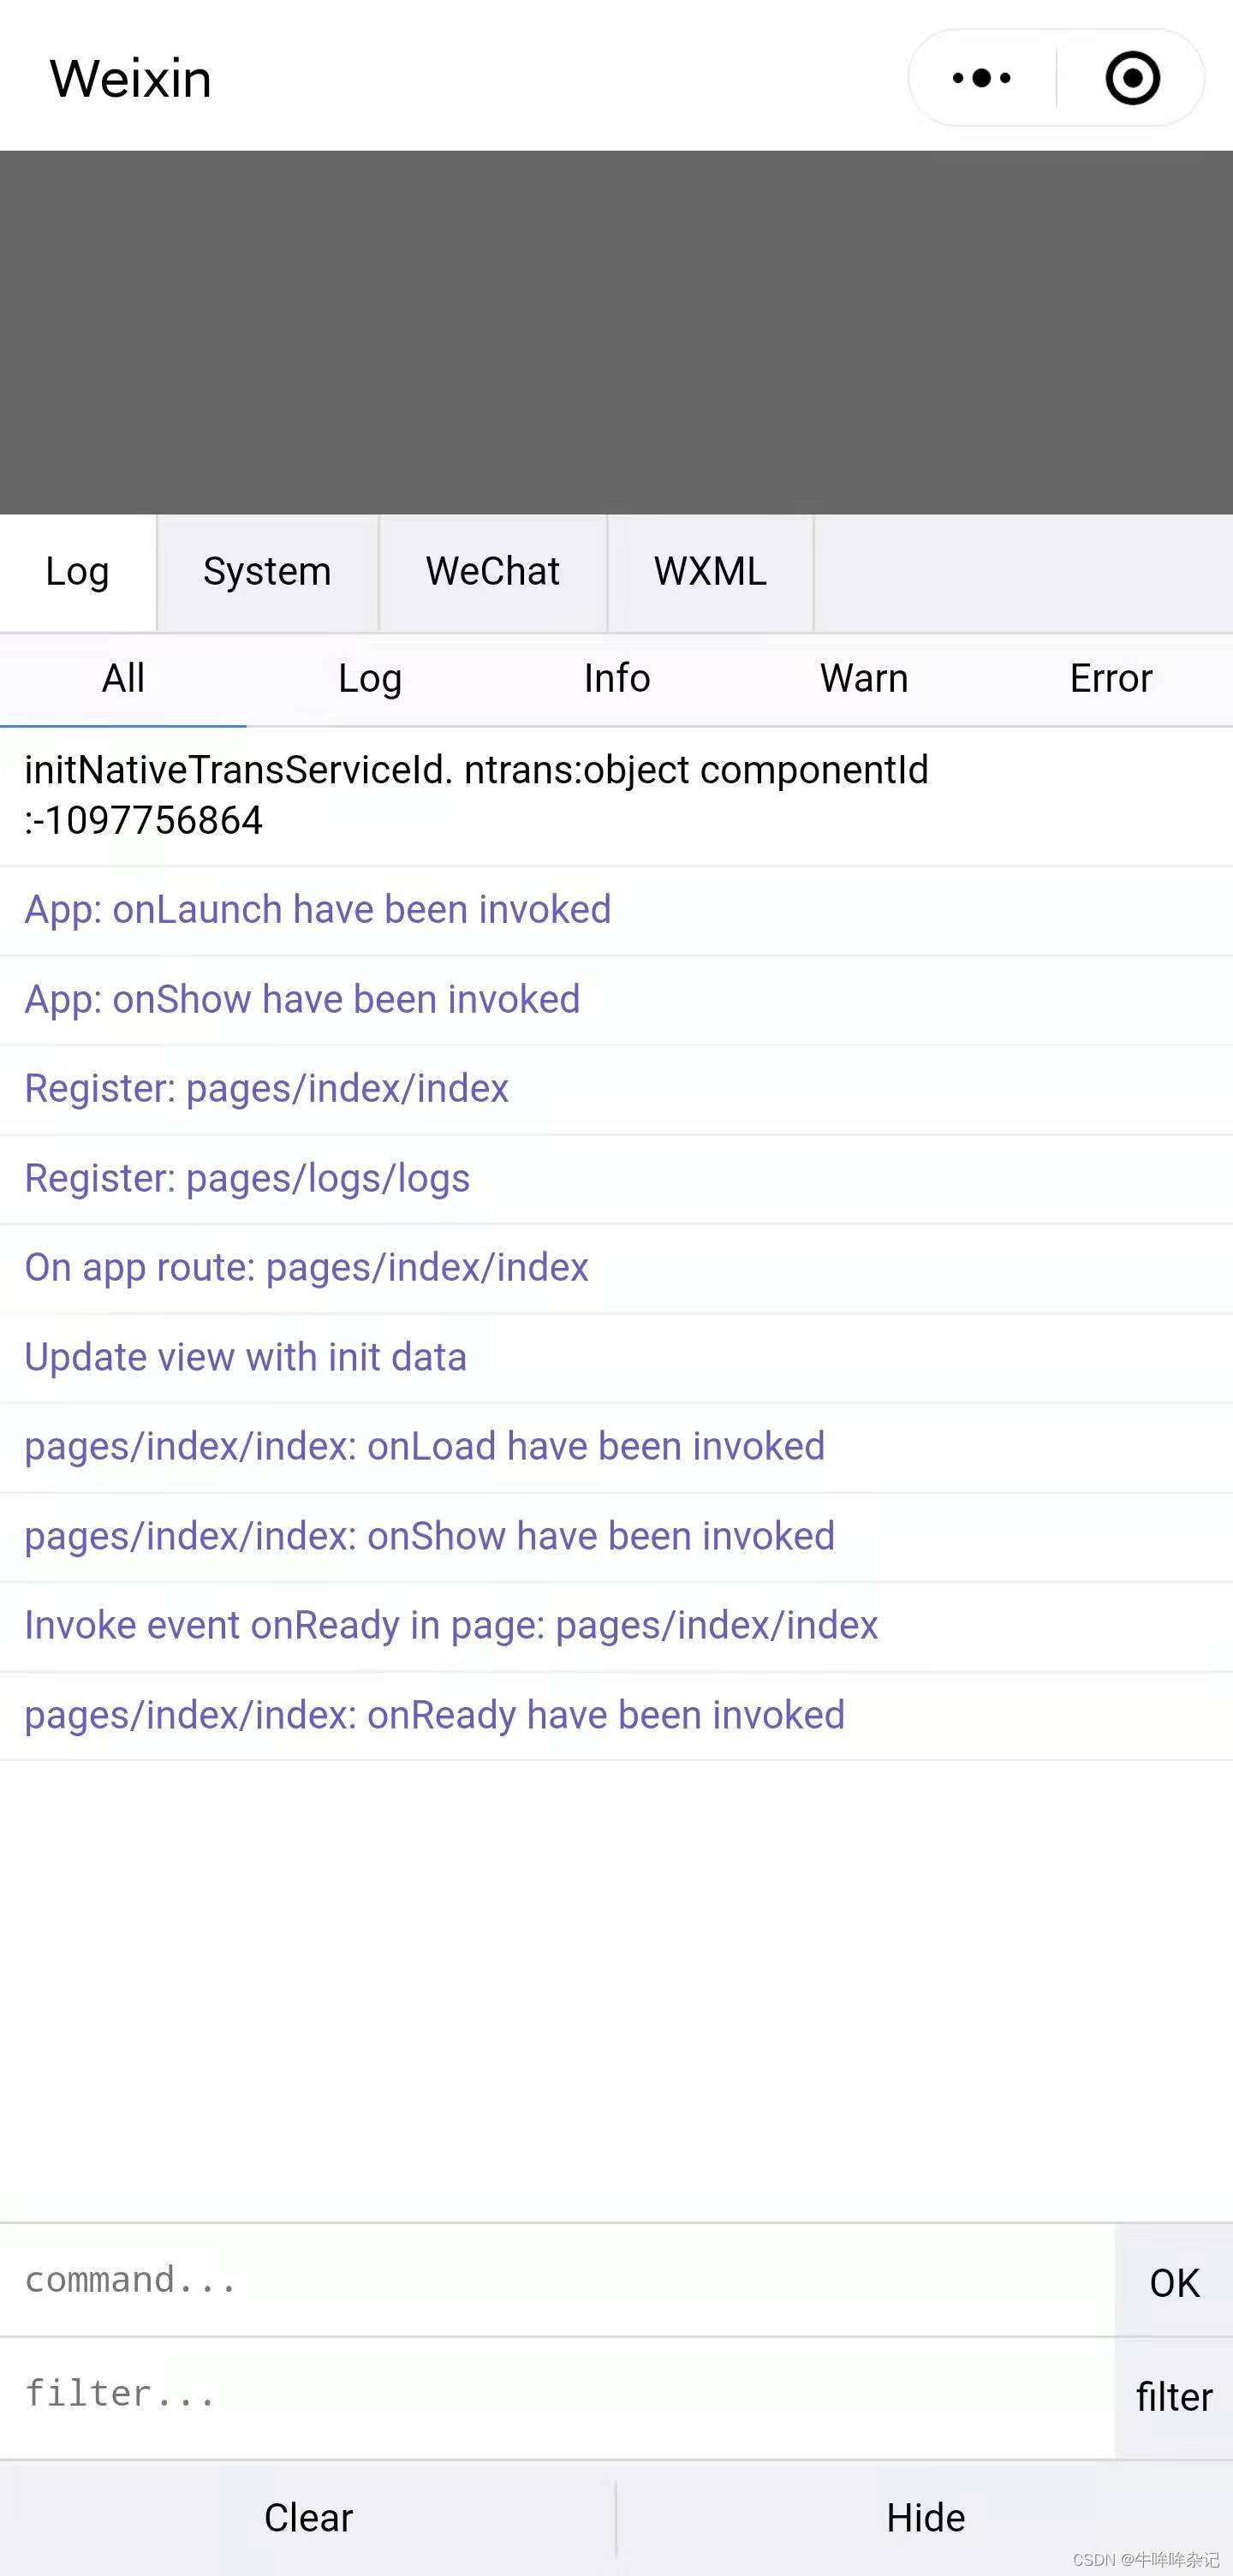 Weixin
Log System WeChat WXML
All Log Info Warn Error
initNativeTransServiceId. ntrans:object componentId
:-1097756864
App: onLaunch have been invoked
App: onShow have been invoked
Register: pages/index/index
Register: pages/logs/logs
On app route: pages/index/index
Update view with init data
pages/index/index: onLoad have been invoked
pages/index/index: onShow have been invoked
Invoke event onReady in page: pages/index/index
pages/index/index: onReady have been invoked
command...
OK
filter...
filter
Clear Hide
CSDN @牛哞哞杂记